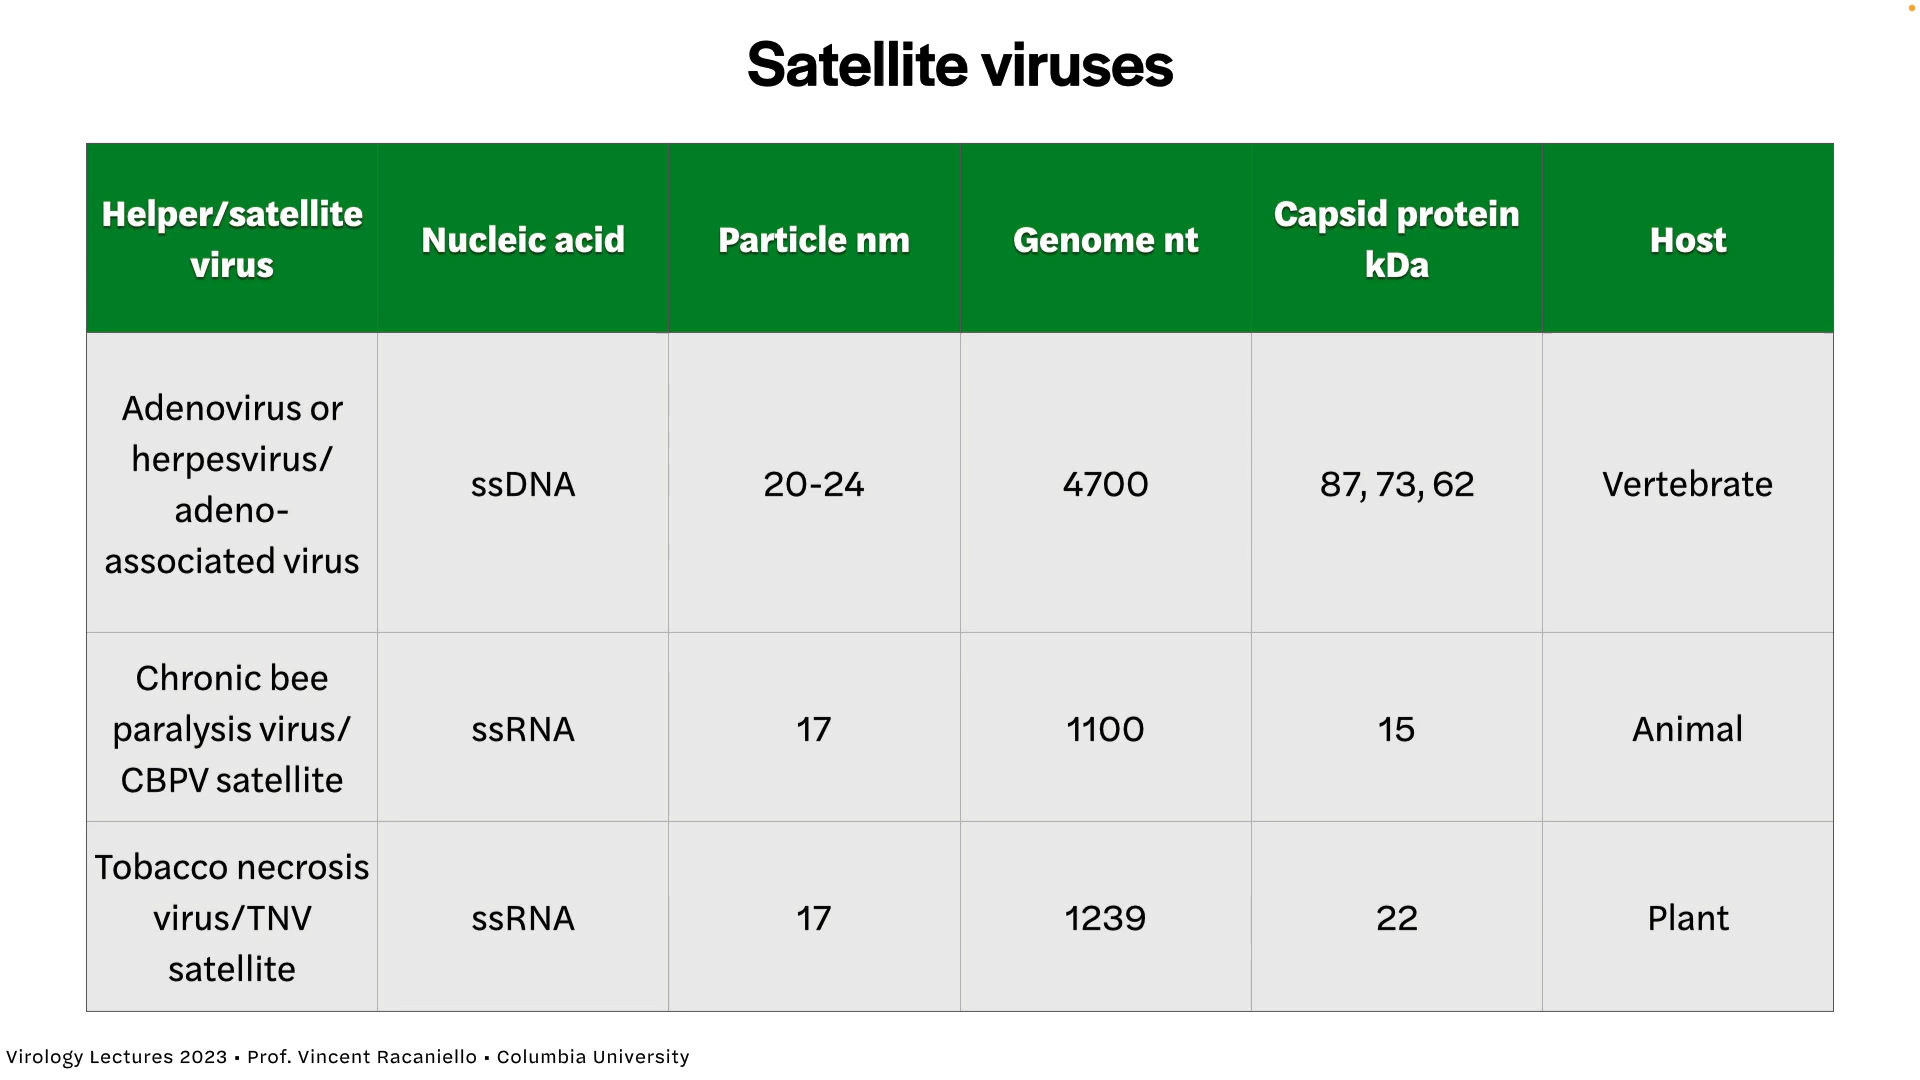 Satellite viruses
Helper/satellite
virus
Nucleic acid
Particle nm
Genome nt
Capsid protein
kDa
Host
Adenovirus or
herpesvirus/
adeno-
associated virus
ssDNA
20-24
4700
87, 73, 62
Vertebrate
Chronic bee
paralysis virus/
CBPV satellite
ssRNA
17
1100
15
Animal
Tobacco necrosis
virus/TNV
satellite
ssRNA
17
1239
22
Plant
Virology Lectures 2023 • Prof. Vincent Racaniello • Columbia University